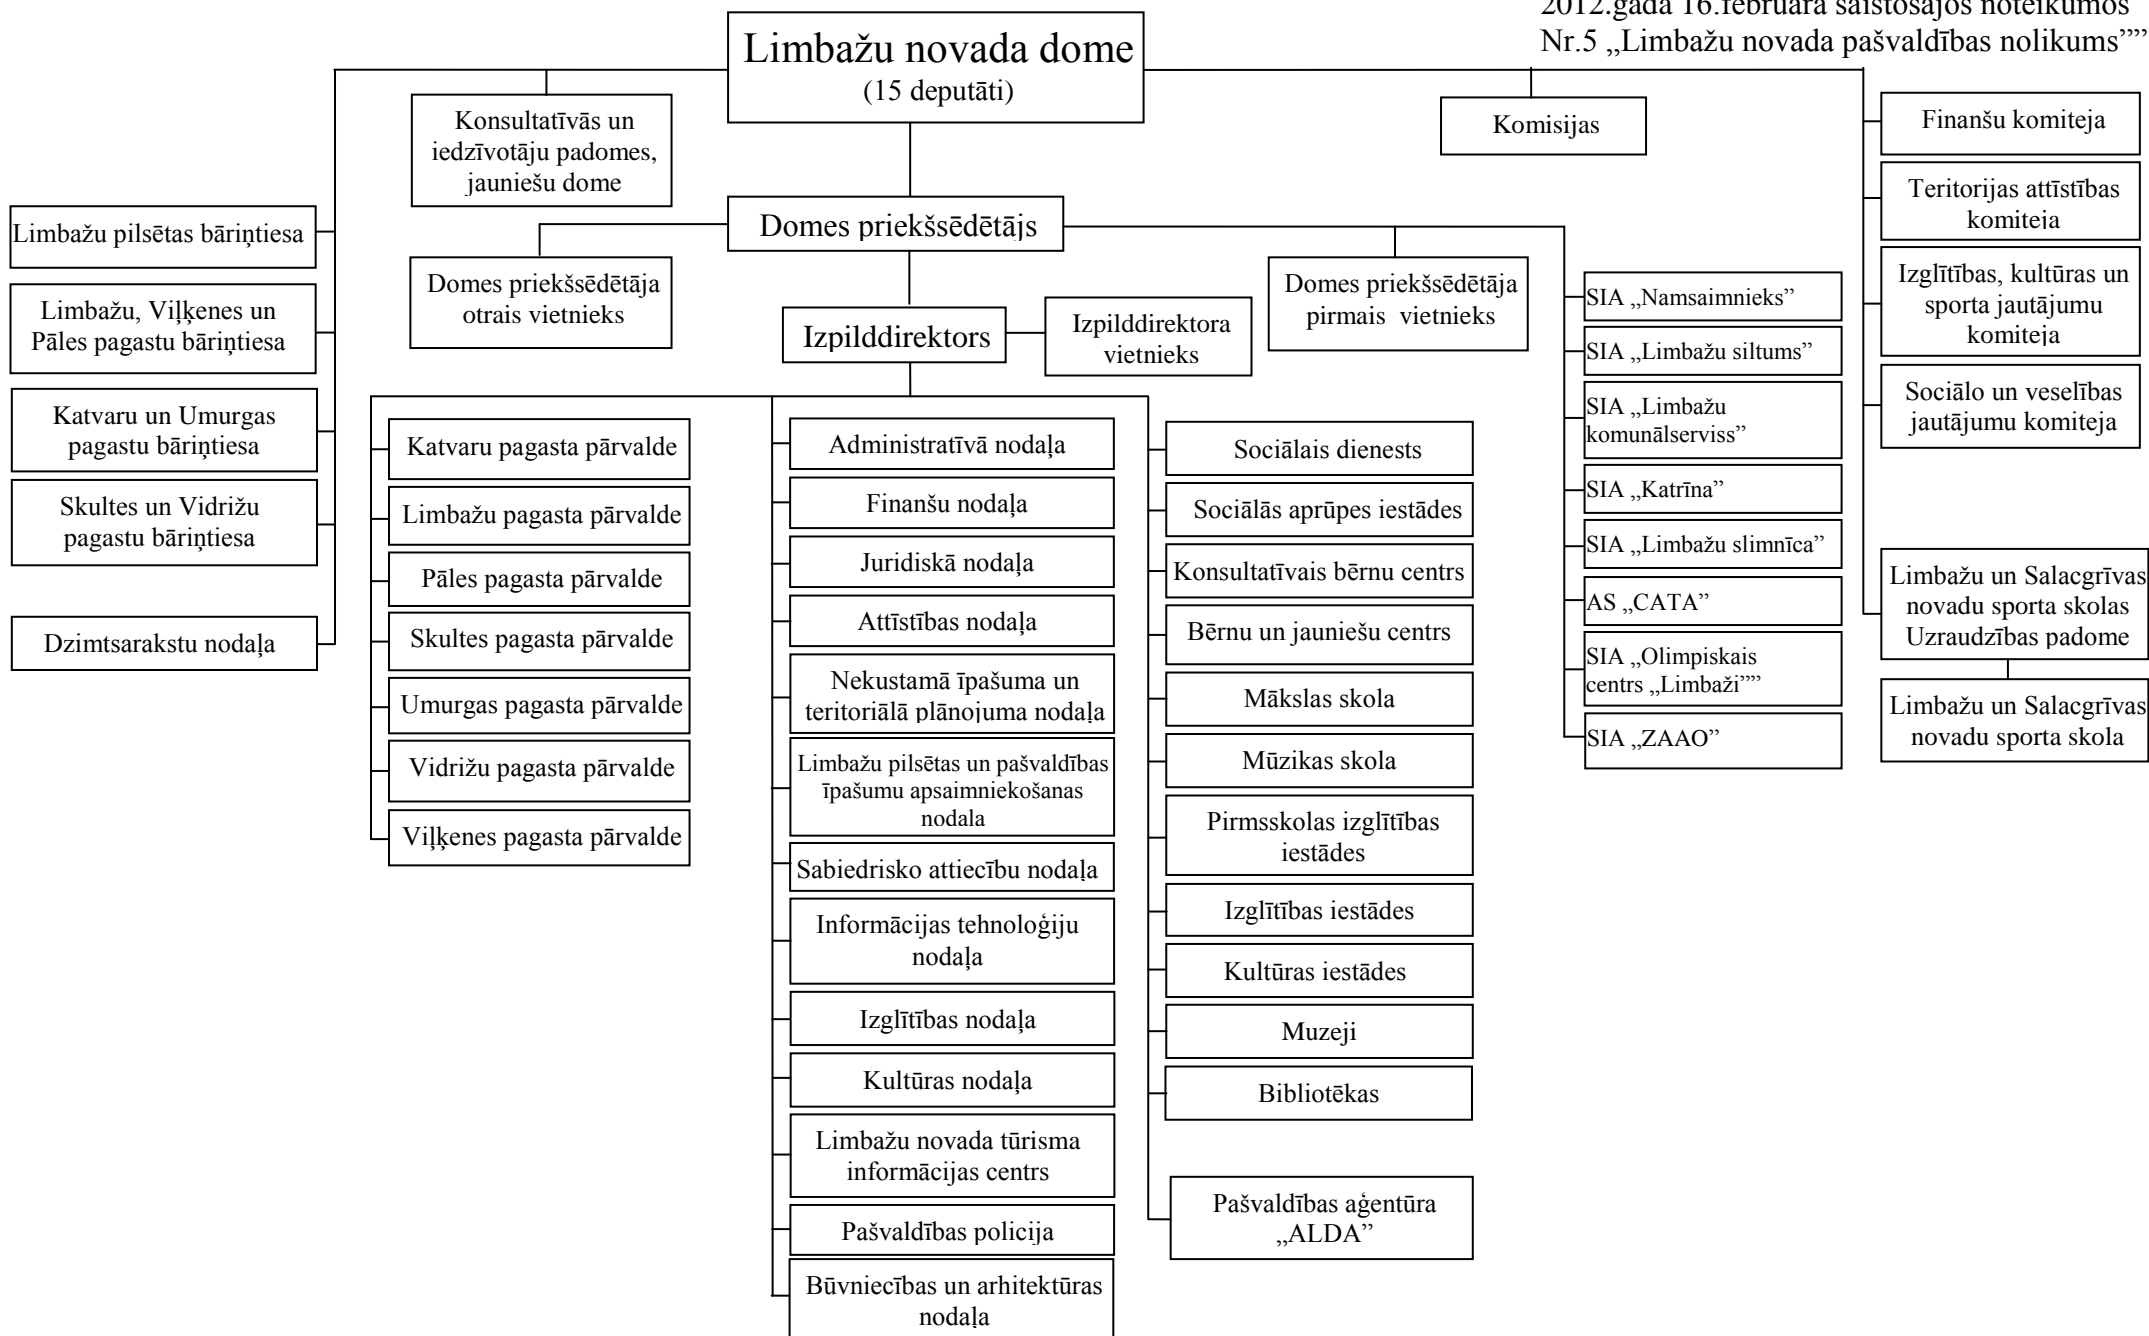 2012.gada 16.februāra saistošajos noteikumos
Nr.5 „Limbažu novada pašvaldības nolikums””
Limbažu novada dome
(15 deputāti)
Konsultatīvās un
iedzīvotāju padomes,
jauniešu dome
Komisijas
Finanšu komiteja
Teritorijas attīstības
komiteja
Izglītības, kultūras un
sporta jautājumu
komiteja
Sociālo un veselības
jautājumu komiteja
Limbažu un Salacgrīvas
novadu sporta skolas
Uzraudzības padome
Limbažu un Salacgrīvas
novadu sporta skola
Limbažu pilsētas bāriņtiesa
Limbažu, Viļķenes un
Pāles pagastu bāriņtiesa
Katvaru un Umurgas
pagastu bāriņtiesa
Skultes un Vidrižu
pagastu bāriņtiesa
Dzimtsarakstu nodaļa
Domes priekšsēdētājs
Domes priekšsēdētāja
otrais vietnieks
Domes priekšsēdētāja
pirmais vietnieks
Izpilddirektors
Izpilddirektora
vietnieks
SIA „Namsaimnieks”
SIA „Limbažu siltums”
SIA „Limbažu
komunālserviss”
SIA „Katrīna”
SIA „Limbažu slimnīca”
AS „CATA”
SIA „Olimpiskais
centrs „Limbaži””
SIA „ZAAO”
Katvaru pagasta pārvalde
Limbažu pagasta pārvalde
Pāles pagasta pārvalde
Skultes pagasta pārvalde
Umurgas pagasta pārvalde
Vidrižu pagasta pārvalde
Viļķenes pagasta pārvalde
Administratīvā nodaļa
Finanšu nodaļa
Juridiskā nodaļa
Attīstības nodaļa
Nekustamā īpašuma un
teritoriālā plānojuma nodaļa
Limbažu pilsētas un pašvaldības
īpašumu apsaimniekošanas
nodala
Sabiedrisko attiecību nodaļa
Informācijas tehnoloģiju
nodaļa
Izglītības nodaļa
Kultūras nodaļa
Limbažu novada tūrisma
informācijas centrs
Pašvaldības policija
Būvniecības un arhitektūras
nodaļa
Sociālais dienests
Sociālās aprūpes iestādes
Konsultatīvais bērnu centrs
Bērnu un jauniešu centrs
Mākslas skola
Mūzikas skola
Pirmsskolas izglītības
iestādes
Izglītības iestādes
Kultūras iestādes
Muzeji
Bibliotēkas
Pašvaldības aģentūra
„ALDA”